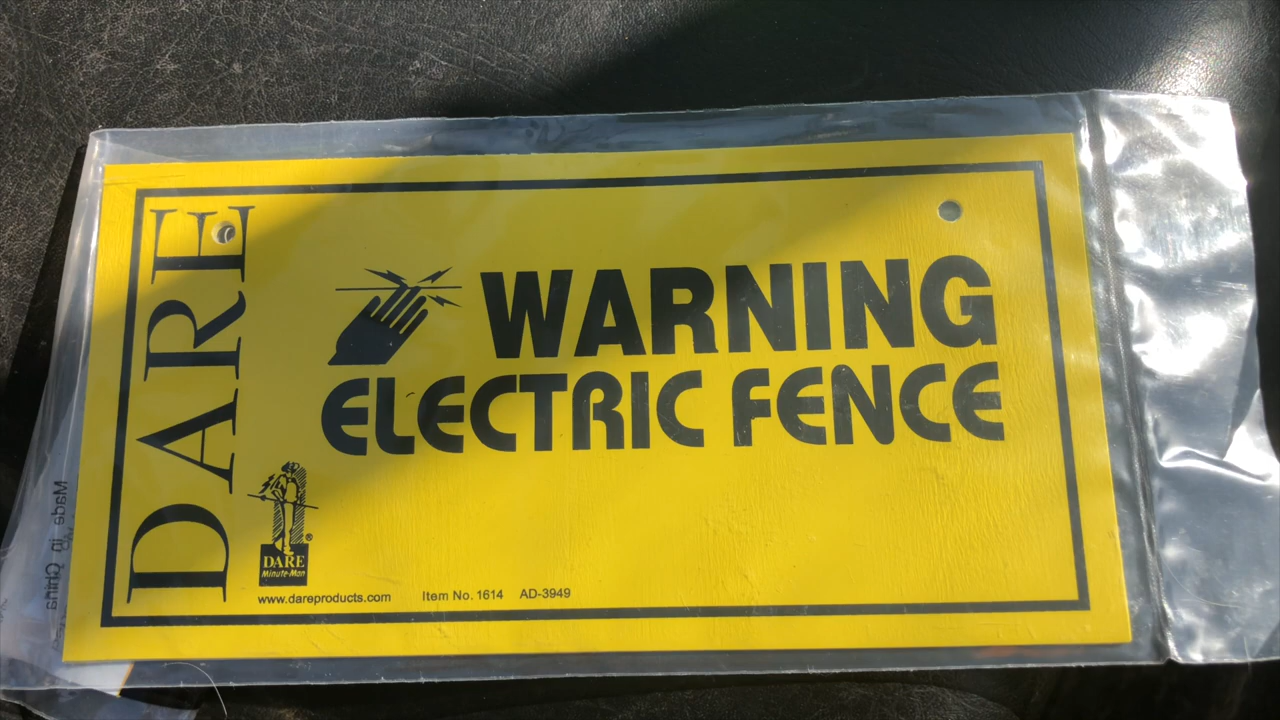 DARE
WARNING
ELECTRIC FENCE
®
DARE
Minute-Man
www.dareproducts.com Item No. 1614 AD-3949
Made in China